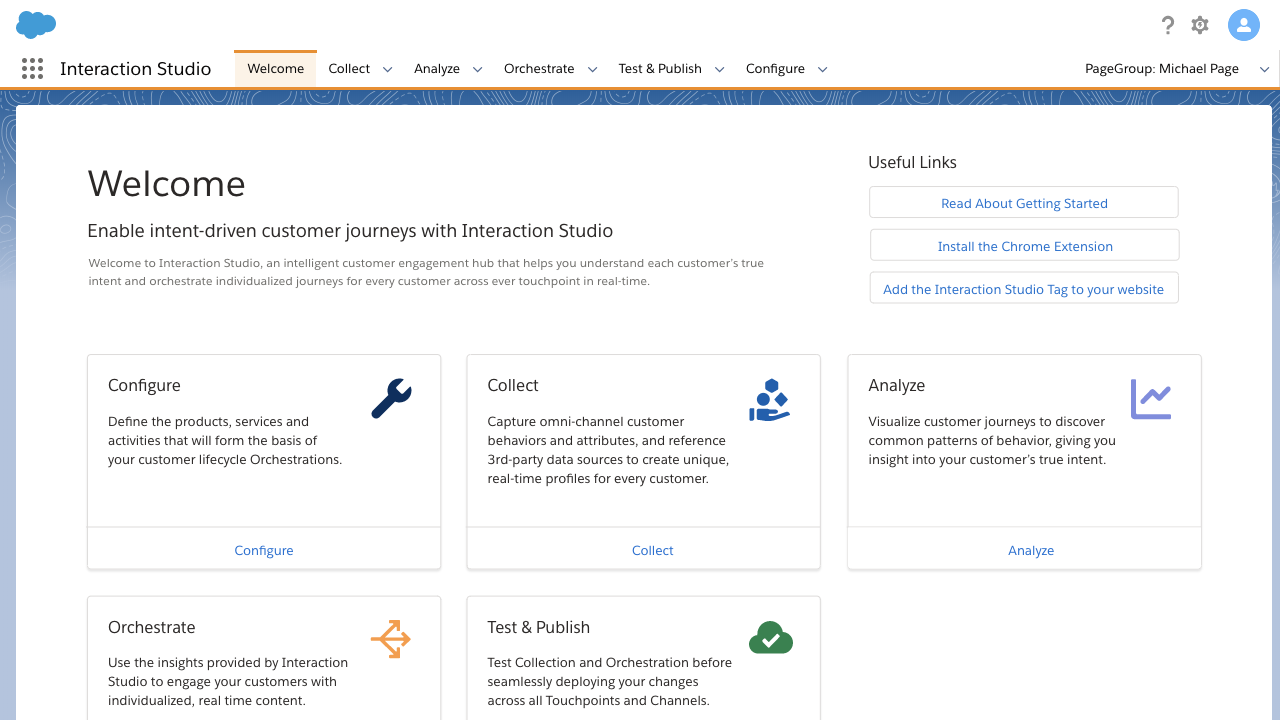 Interaction Studio
Welcome
Collect
Analyze
Orchestrate
Test & Publish
Configure
PageGroup: Michael Page
Welcome
Enable intent-driven customer journeys with Interaction Studio
Welcome to Interaction Studio, an intelligent customer engagement hub that helps you understand each customer's true
intent and orchestrate individualized journeys for every customer across ever touchpoint in real-time.
Useful Links
Read About Getting Started
Install the Chrome Extension
Add the Interaction Studio Tag to your website
Configure
Define the products, services and
activities that will form the basis of
your customer lifecycle Orchestrations.
Configure
Collect
Capture omni-channel customer
behaviors and attributes, and reference
3rd-party data sources to create unique,
real-time profiles for every customer.
Collect
Analyze
Visualize customer journeys to discover
common patterns of behavior, giving you
insight into your customer's true intent.
Analyze
Orchestrate
Use the insights provided by Interaction
Studio to engage your customers with
individualized, real time content.
Test & Publish
Test Collection and Orchestration before
seamlessly deploying your changes
across all Touchpoints and Channels.